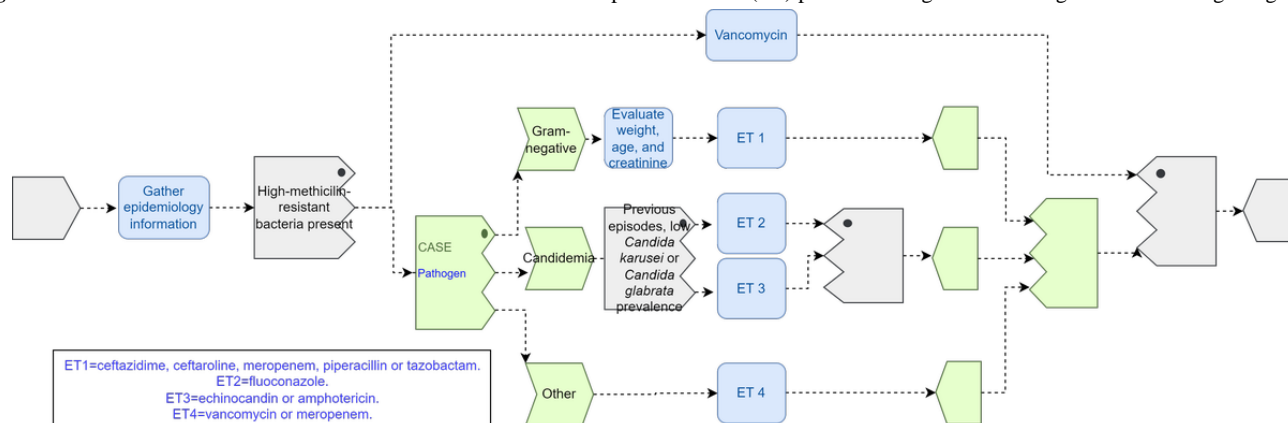 Vancomycin
Gather
epidemiology
information
High-methicilin-
resistant
bacteria present
CASE
Pathogen
Gram-
negative
Evaluate
weight,
age, and
creatinine
ET 1
Candidemia
Previous
episodes, low
Candida
karusei or
Candida
glabrata
prevalence
ET 2
ET 3
Other
ET 4
ET1=ceftazidime, ceftaroline, meropenem, piperacillin or tazobactam.
ET2=fluoconazole.
ET3=echinocandin or amphotericin.
ET4=vancomycin or meropenem.